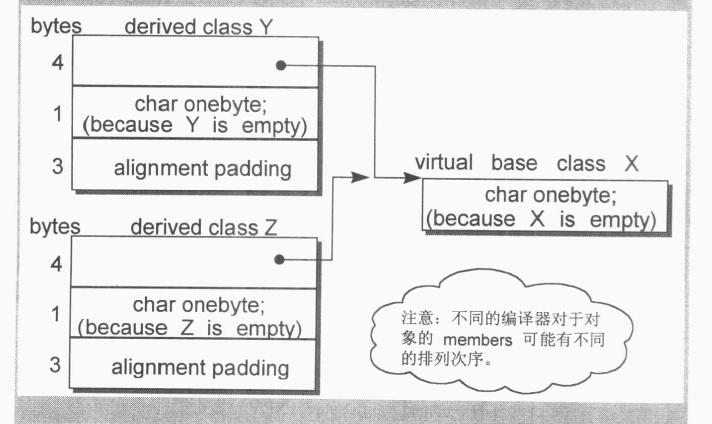 bytes derived class Y
4
1 char onebyte;
(because Y is empty)
3 alignment padding
virtual base class X
char onebyte;
(because X is empty)
bytes derived class Z
4
1 char onebyte;
(because Z is empty)
3 alignment padding
注意：不同的编译器对于对
象的 members 可能有不同
的排列次序。